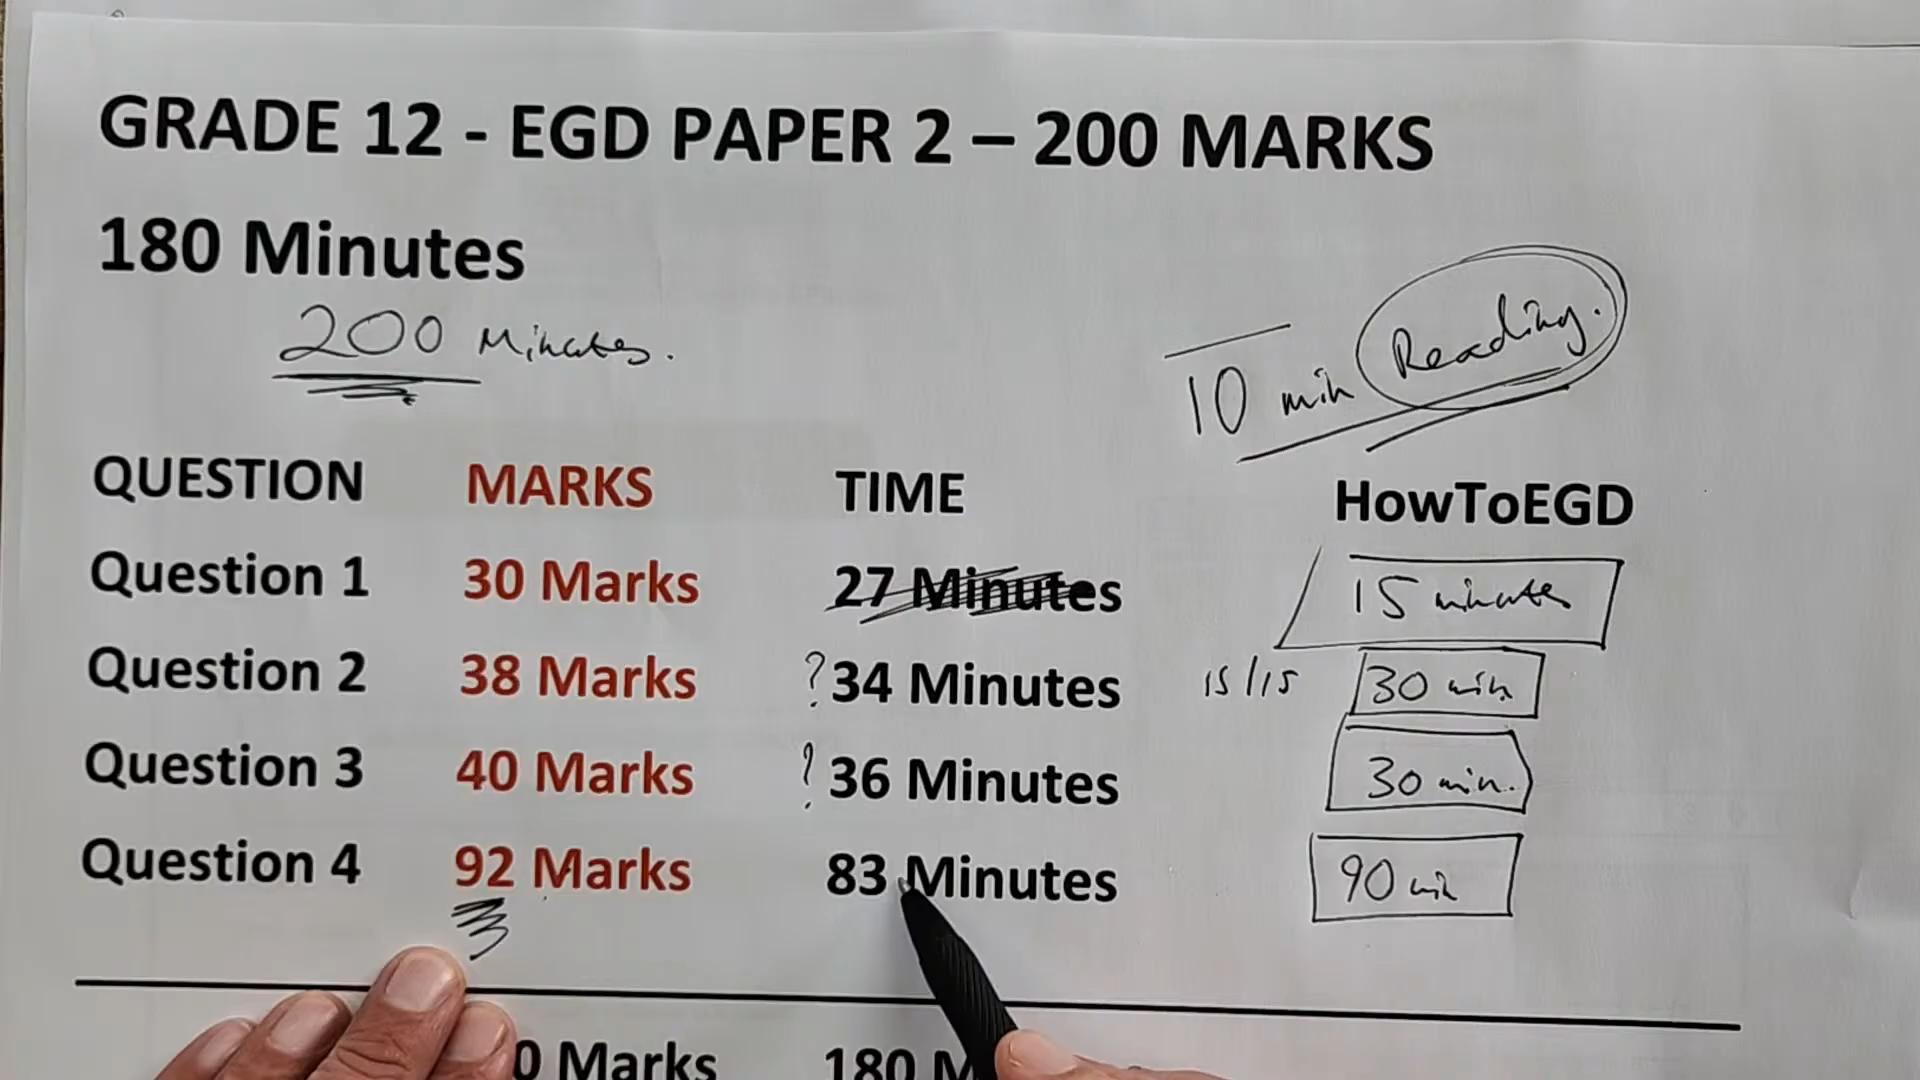 GRADE 12 - EGD PAPER 2 – 200 MARKS
180 Minutes
200 Minutes.
10 min Reading.
QUESTION MARKS TIME HowToEGD
Question 1 30 Marks 27 Minutes 15 minutes
Question 2 38 Marks ? 34 Minutes 15/15 30 min.
Question 3 40 Marks ? 36 Minutes 30 min.
Question 4 92 Marks 83 Minutes 90 min
0 Marks 180 M